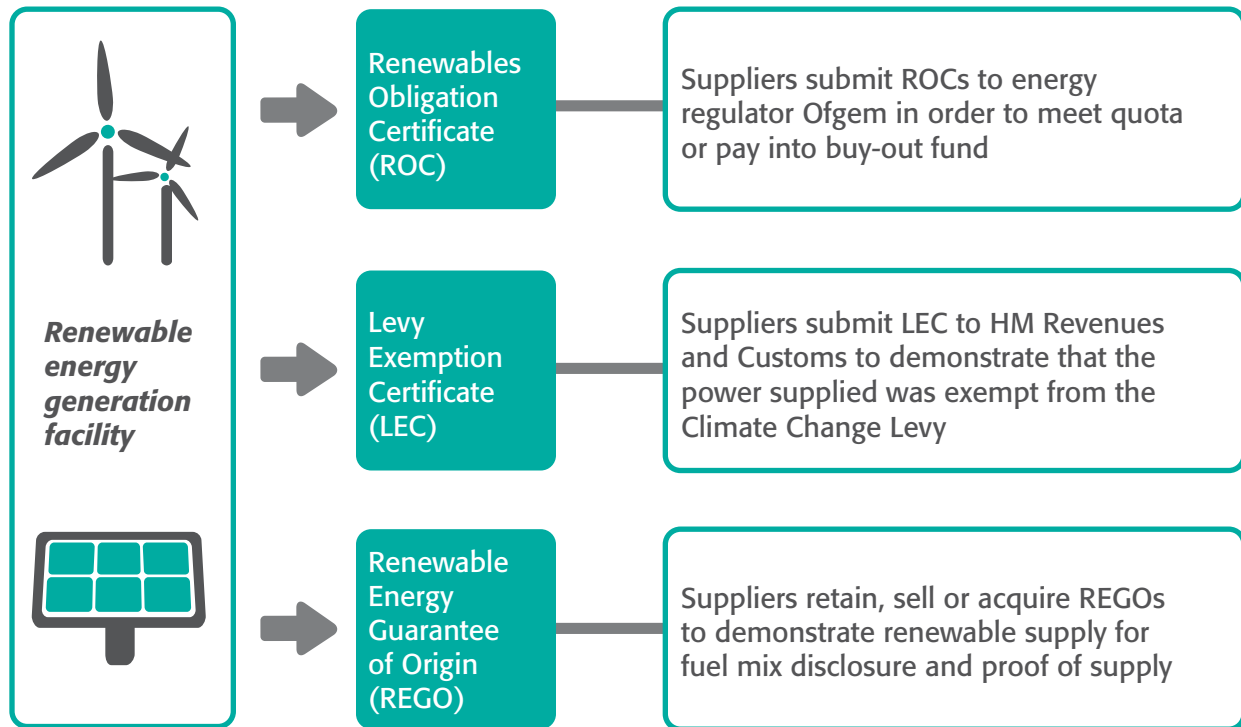 Renewable
energy
generation
facility
Renewables
Obligation
Certificate
(ROC)
Suppliers submit ROCs to energy
regulator Ofgem in order to meet quota
or pay into buy-out fund
Levy
Exemption
Certificate
(LEC)
Suppliers submit LEC to HM Revenues
and Customs to demonstrate that the
power supplied was exempt from the
Climate Change Levy
Renewable
Energy
Guarantee
of Origin
(REGO)
Suppliers retain, sell or acquire REGOs
to demonstrate renewable supply for
fuel mix disclosure and proof of supply